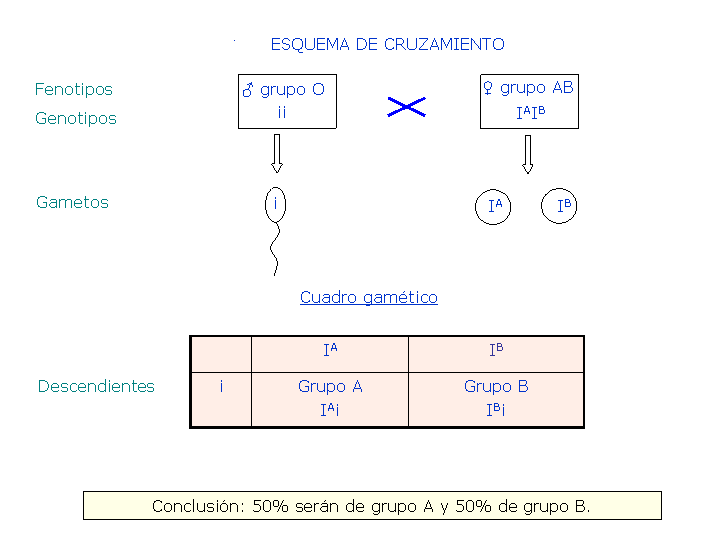 ESQUEMA DE CRUZAMIENTO
Fenotipos ♂ grupo O ♀ grupo AB
Genotipos ii IᴬIᴮ
Gametos i Iᴬ Iᴮ
Cuadro gamético
Iᴬ Iᴮ
Descendientes i Grupo A Grupo B
Iᴬi Iᴮi
Conclusión: 50% serán de grupo A y 50% de grupo B.